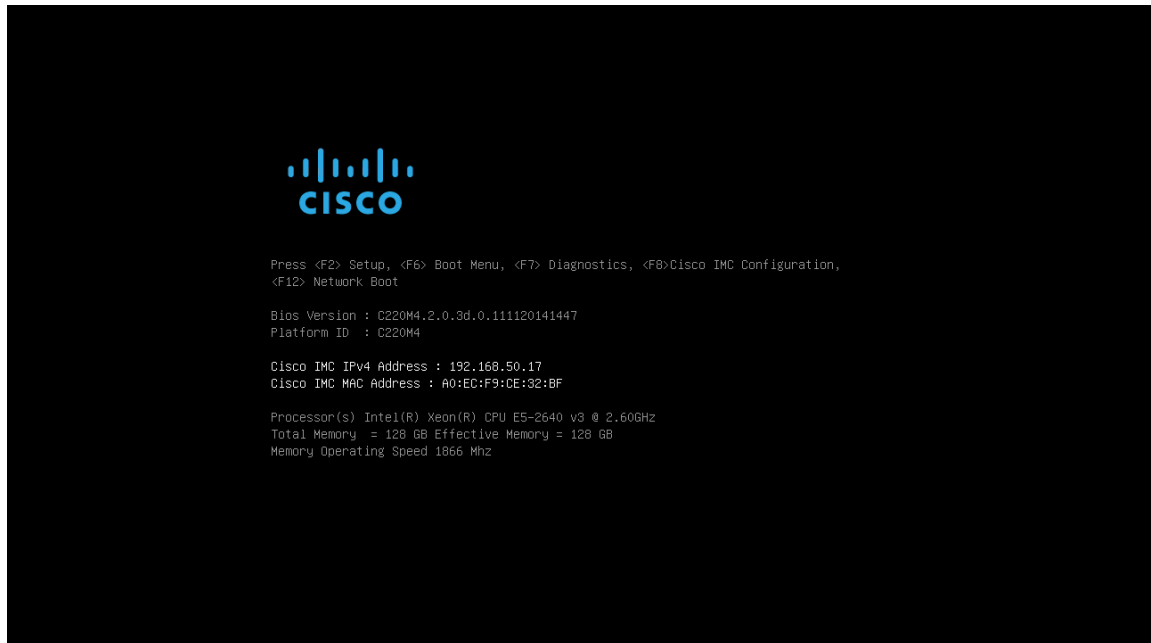 CISCO
Press <F2> Setup, <F6> Boot Menu, <F7> Diagnostics, <F8>Cisco IMC Configuration,
<F12> Network Boot
Bios Version : C220M4.2.0.3d.0.111120141447
Platform ID  : C220M4
Cisco IMC IPv4 Address : 192.168.50.17
Cisco IMC MAC Address : A0:EC:F9:CE:32:BF
Processor(s) Intel(R) Xeon(R) CPU E5-2640 v3 @ 2.60GHz
Total Memory  = 128 GB Effective Memory = 128 GB
Memory Operating Speed 1866 Mhz